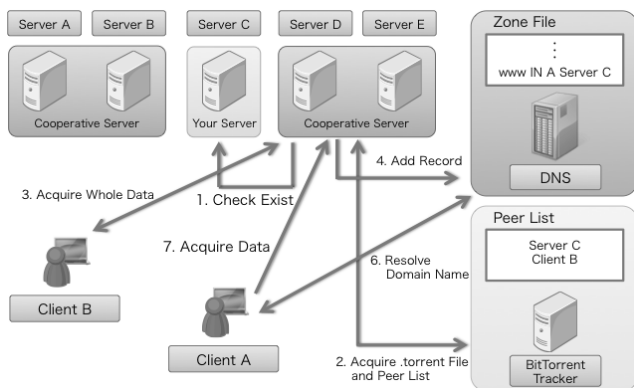 Server A
Server B
Server C
Server D
Server E
Zone File
⋮
www IN A Server C
Cooperative Server
Your Server
Cooperative Server
DNS
4. Add Record
3. Acquire Whole Data
1. Check Exist
7. Acquire Data
6. Resolve
Domain Name
Peer List
Server C
Client B
Client B
Client A
2. Acquire .torrent File
and Peer List
BitTorrent
Tracker